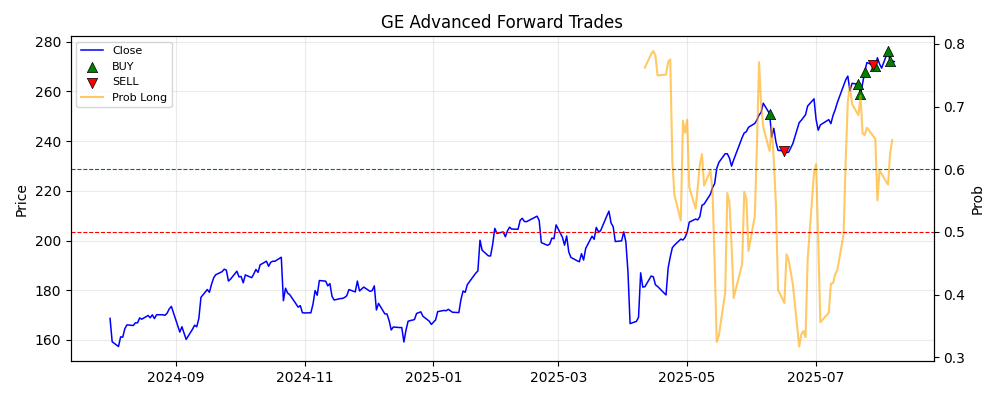 GE Advanced Forward Trades
Close
BUY
SELL
Prob Long
280
260
240
220
200
180
160
Price
0.8
0.7
0.6
0.5
0.4
0.3
Prob
2024-09
2024-11
2025-01
2025-03
2025-05
2025-07